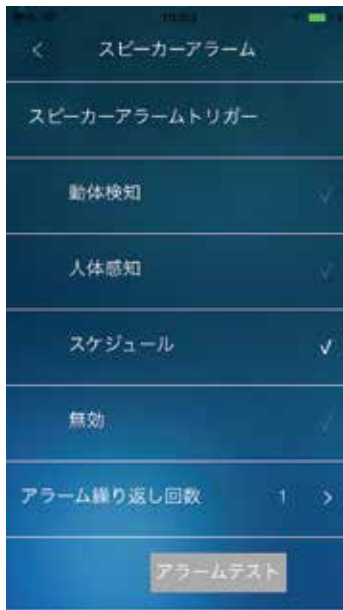 スピーカーアラーム
スピーカーアラームトリガー
動体検知
人体感知
スケジュール
無効
アラーム繰り返し回数 1
アラームテスト